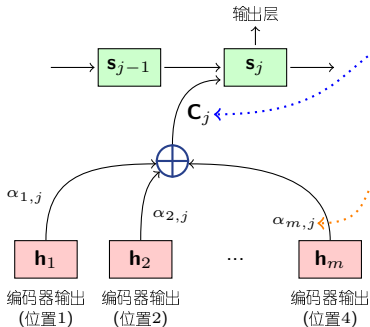 输出层
s_{j−1}
s_j
C_j
α_{1,j}
α_{2,j}
α_{m,j}
h_1
h_2
...
h_m
编码器输出
(位置1)
编码器输出
(位置2)
编码器输出
(位置4)